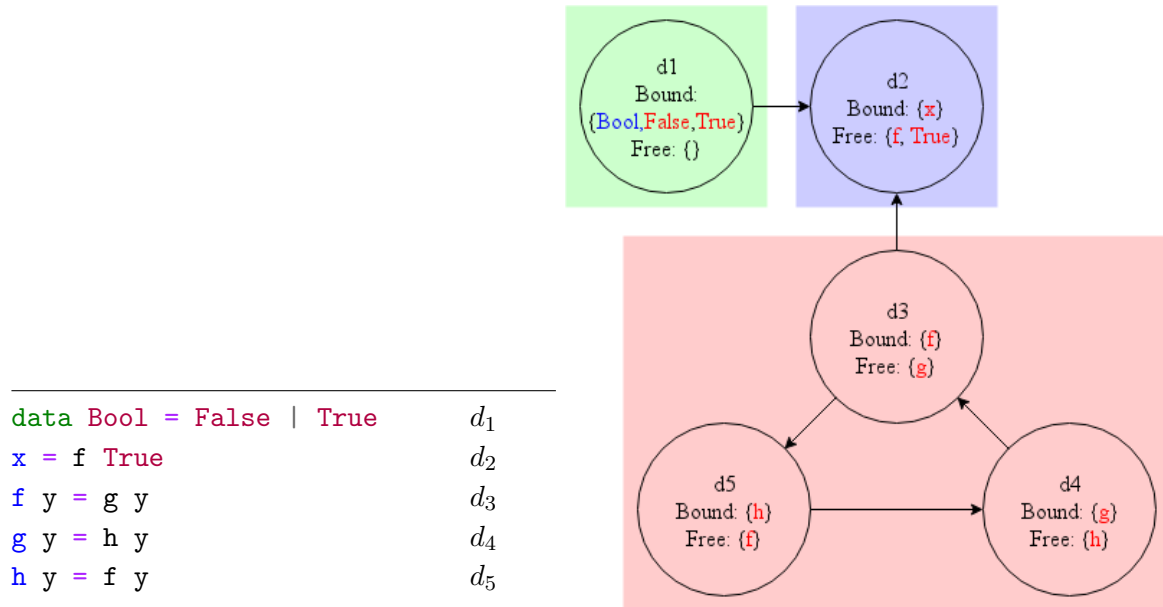 d1
Bound:
{Bool,False,True}
Free: {}
d2
Bound: {x}
Free: {f, True}
d3
Bound: {f}
Free: {g}
d5
Bound: {h}
Free: {f}
d4
Bound: {g}
Free: {h}
data Bool = False | True d₁
x = f True d₂
f y = g y d₃
g y = h y d₄
h y = f y d₅